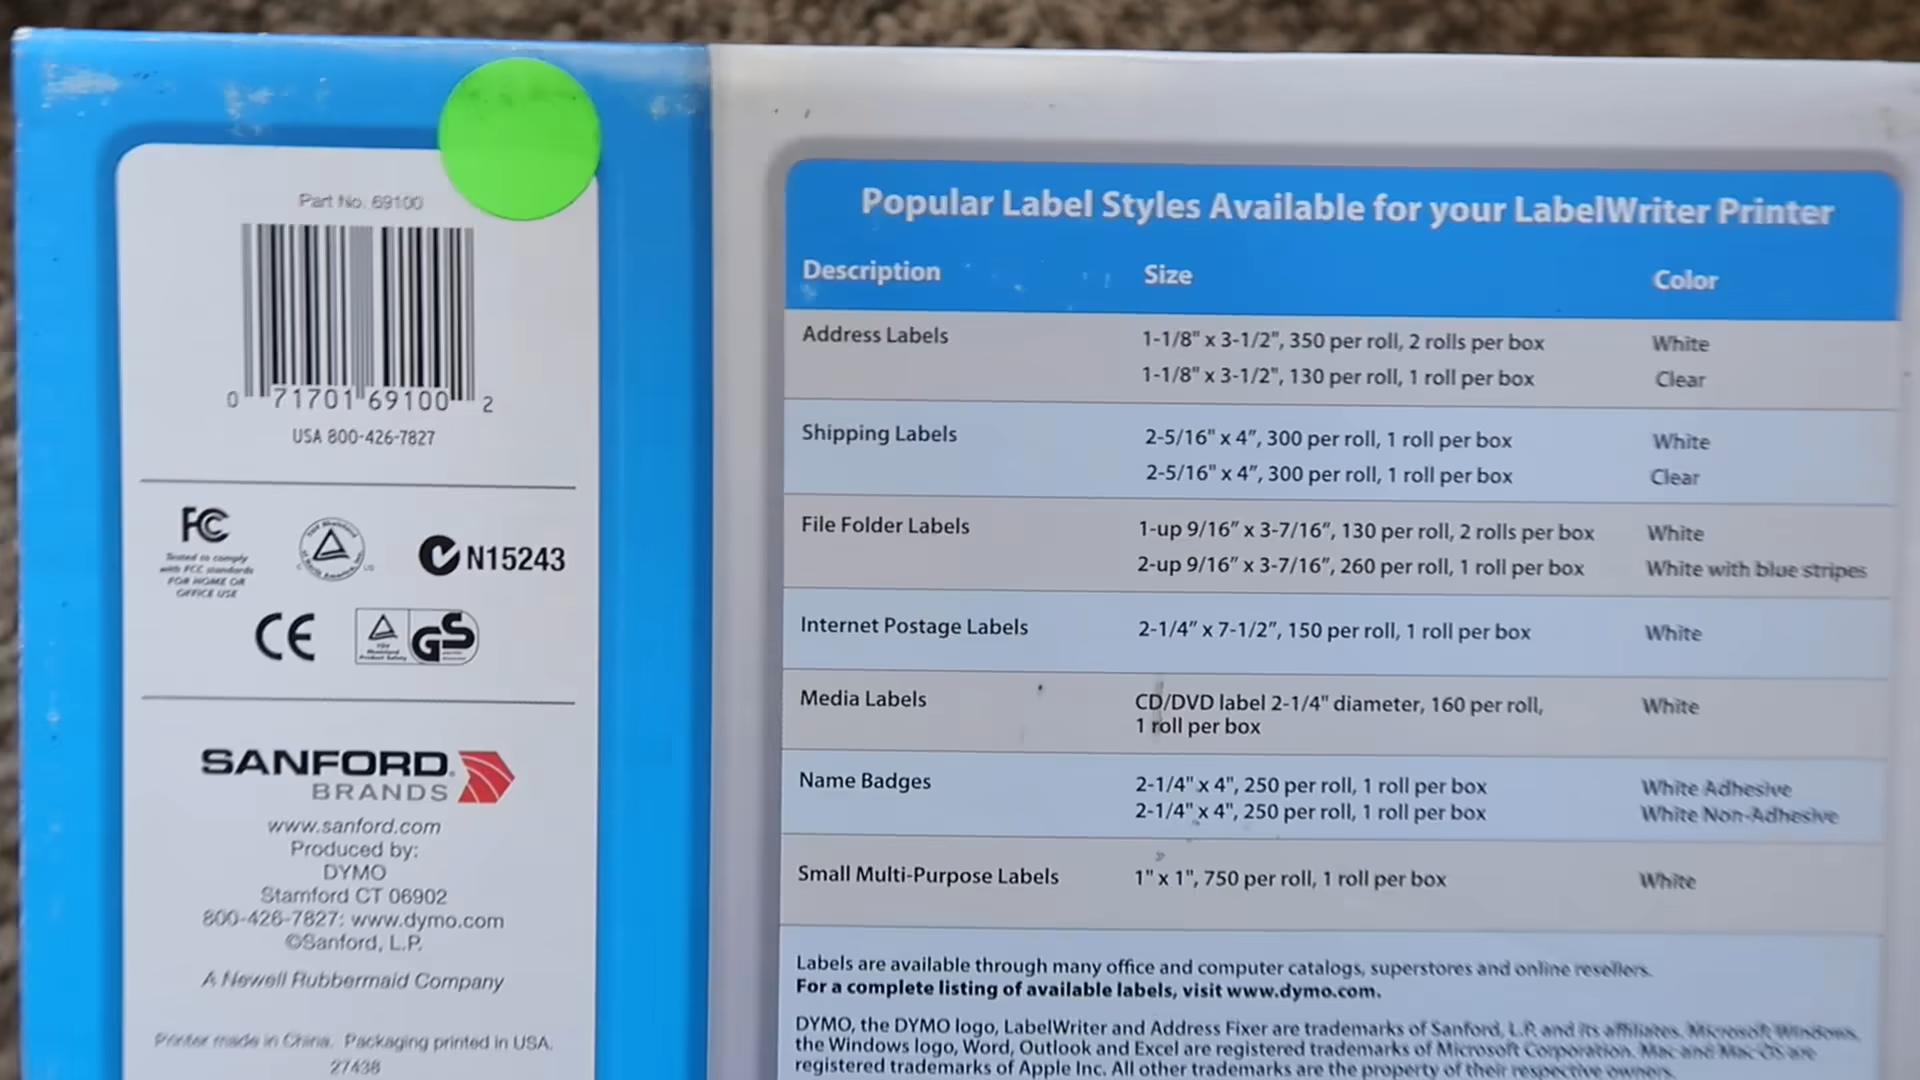 Part No. 69100
0 71701 69100 2
USA 800-426-7827
FC
Tested to comply
with FCC standards
FOR HOME OR
OFFICE USE
N15243
CE
GS
SANFORD.
BRANDS
www.sanford.com
Produced by:
DYMO
Stamford CT 06902
800-426-7827: www.dymo.com
©Sanford, L.P.
A Newell Rubbermaid Company
Printer made in China. Packaging printed in USA.
27438
Popular Label Styles Available for your LabelWriter Printer
Description Size Color
Address Labels 1-1/8" x 3-1/2", 350 per roll, 2 rolls per box White
1-1/8" x 3-1/2", 130 per roll, 1 roll per box Clear
Shipping Labels 2-5/16" x 4", 300 per roll, 1 roll per box White
2-5/16" x 4", 300 per roll, 1 roll per box Clear
File Folder Labels 1-up 9/16" x 3-7/16", 130 per roll, 2 rolls per box White
2-up 9/16" x 3-7/16", 260 per roll, 1 roll per box White with blue stripes
Internet Postage Labels 2-1/4" x 7-1/2", 150 per roll, 1 roll per box White
Media Labels CD/DVD label 2-1/4" diameter, 160 per roll, White
1 roll per box
Name Badges 2-1/4" x 4", 250 per roll, 1 roll per box White Adhesive
2-1/4" x 4", 250 per roll, 1 roll per box White Non-Adhesive
Small Multi-Purpose Labels 1" x 1", 750 per roll, 1 roll per box White
Labels are available through many office and computer catalogs, superstores and online resellers.
For a complete listing of available labels, visit www.dymo.com.
DYMO, the DYMO logo, LabelWriter and Address Fixer are trademarks of Sanford, L.P. and its affiliates. Microsoft, Windows,
the Windows logo, Word, Outlook and Excel are registered trademarks of Microsoft Corporation. Mac and Mac OS are
registered trademarks of Apple Inc. All other trademarks are the property of their respective owners.